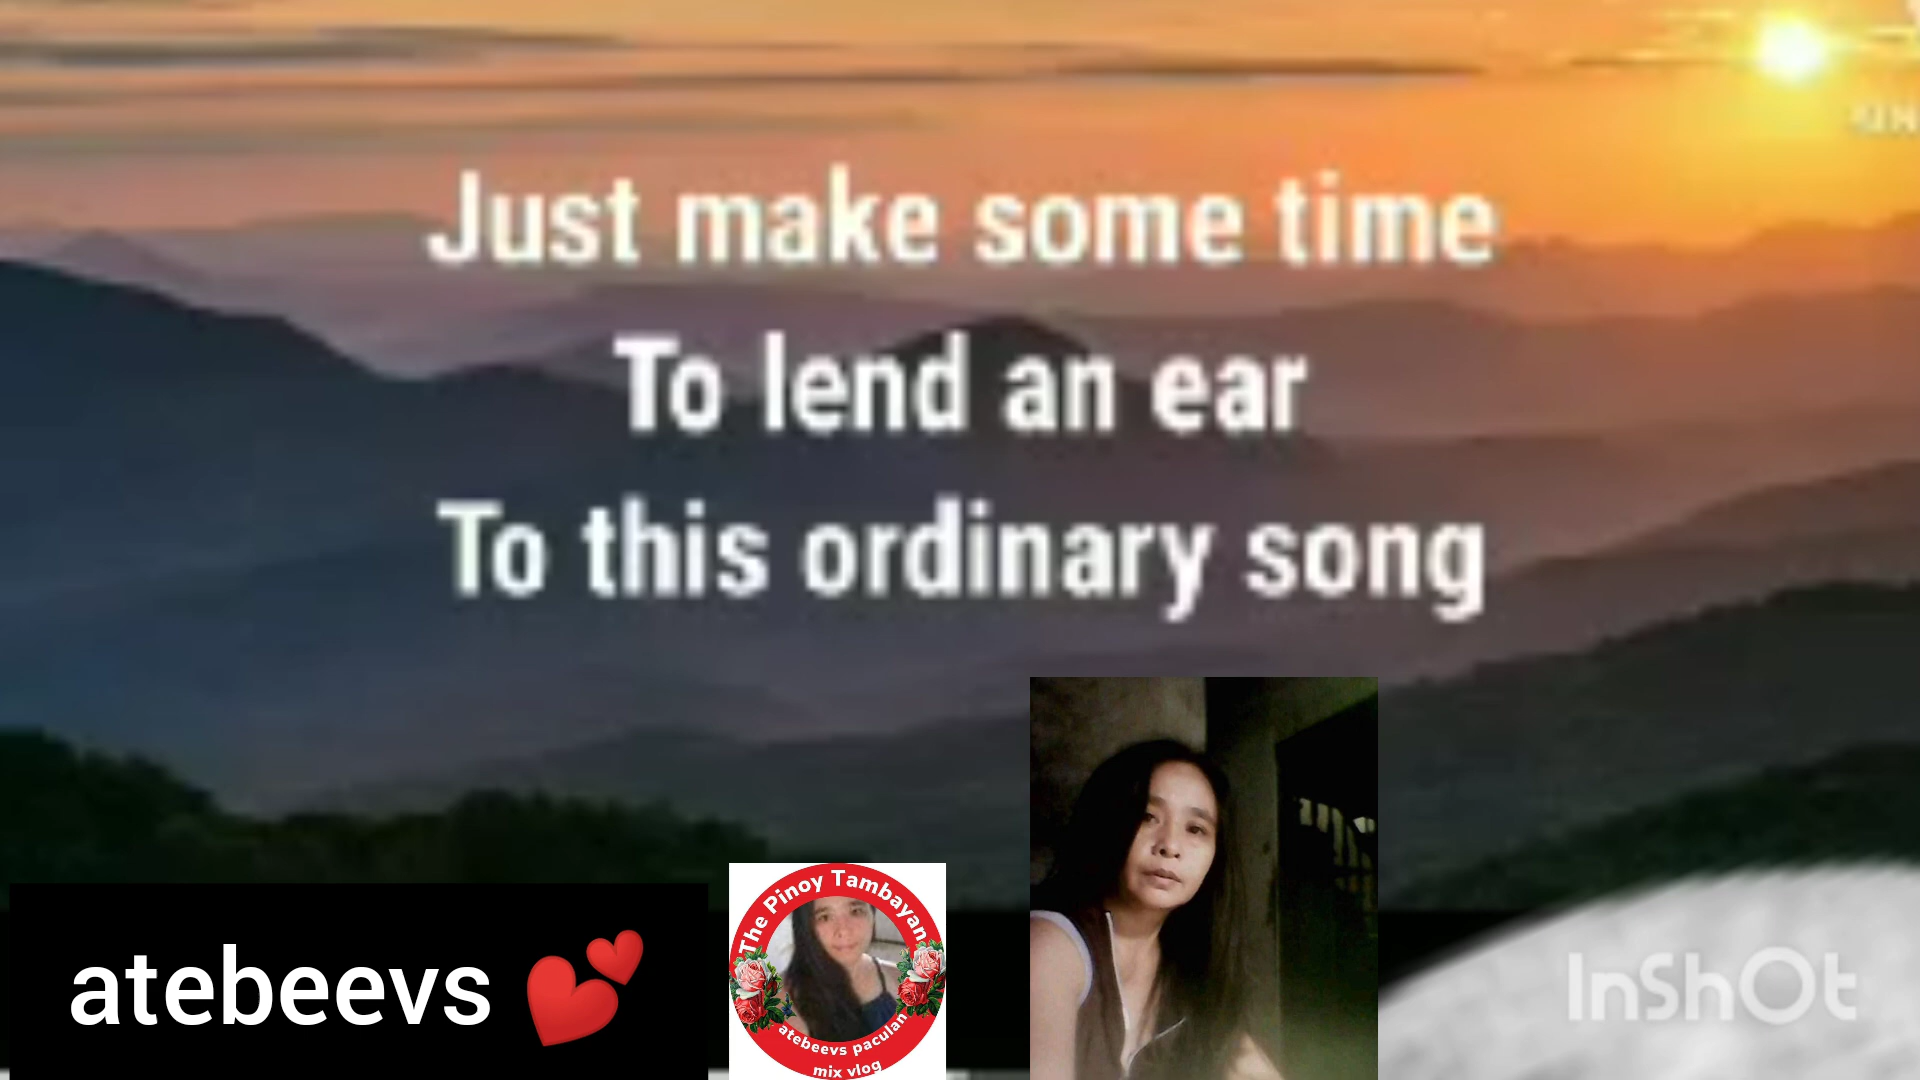 Just make some time
To lend an ear
To this ordinary song
atebeevs 💕
The Pinoy Tambayan
atebeevs paculan
mix vlog
InShOt